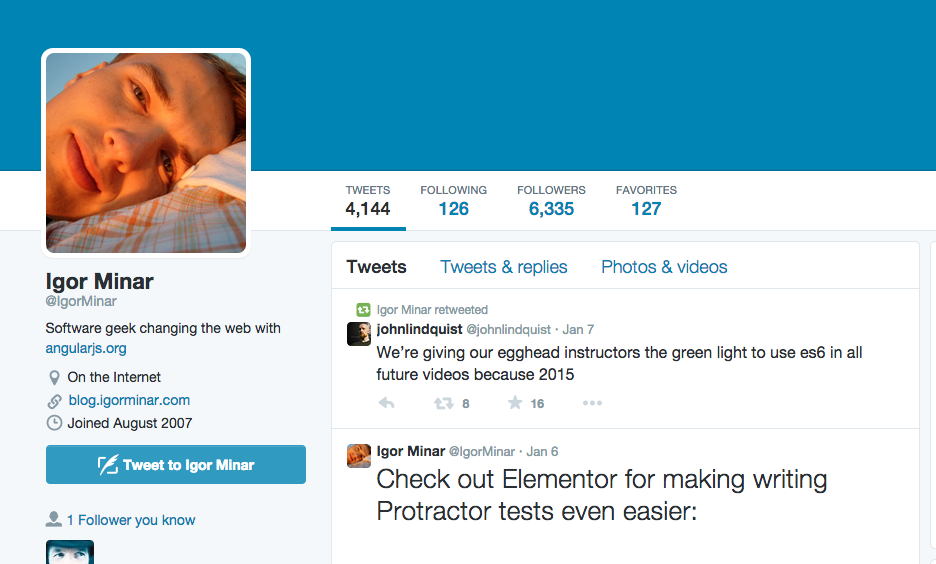 TWEETS FOLLOWING FOLLOWERS FAVORITES
4,144 126 6,335 127
Igor Minar
@IgorMinar
Software geek changing the web with
angularjs.org
On the Internet
blog.igorminar.com
Joined August 2007
Tweet to Igor Minar
1 Follower you know
Tweets Tweets & replies Photos & videos
Igor Minar retweeted
johnlindquist @johnlindquist · Jan 7
We’re giving our egghead instructors the green light to use es6 in all
future videos because 2015
8 16
Igor Minar @IgorMinar · Jan 6
Check out Elementor for making writing
Protractor tests even easier: